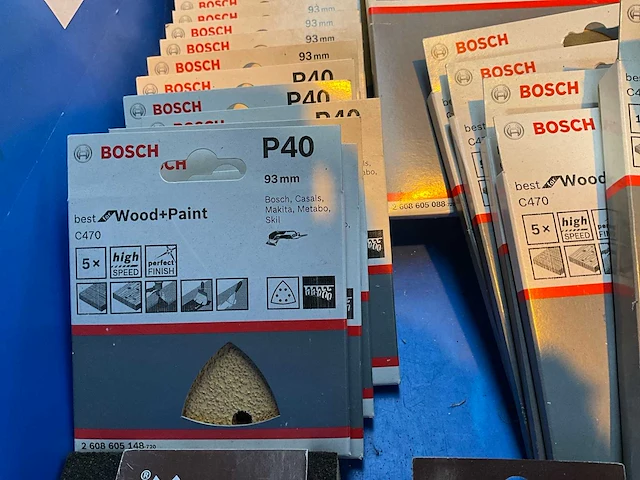 BOSCH
BOSCH
93 mm
BOSCH
93 mm
BOSCH
93 mm
BOSCH
93 mm
BOSCH
P40
BOSCH
P40
BOSCH
P40
BOSCH
P40
93 mm
best for Wood+Paint
C470
Bosch, Casals,
Makita, Metabo,
Skil
5×
high
SPEED
perfect
FINISH
2 608 605 148
2 608 605 088
BOSCH
BOSCH
BOSCH
BOSCH
best for Wood
C470
5×
high
SPEED